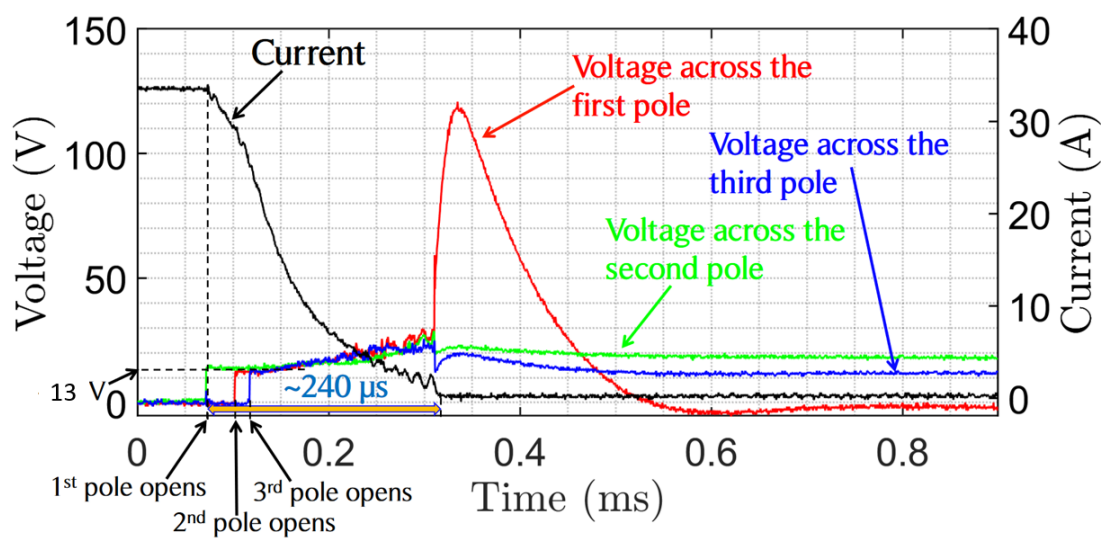 150
100
50
0
13 V
Voltage (V)
Current
Voltage across the
first pole
Voltage across the
third pole
Voltage across the
second pole
~240 µs
40
30
20
10
0
Current (A)
0
0.2
0.4
0.6
0.8
Time (ms)
1st pole opens
2nd pole opens
3rd pole opens